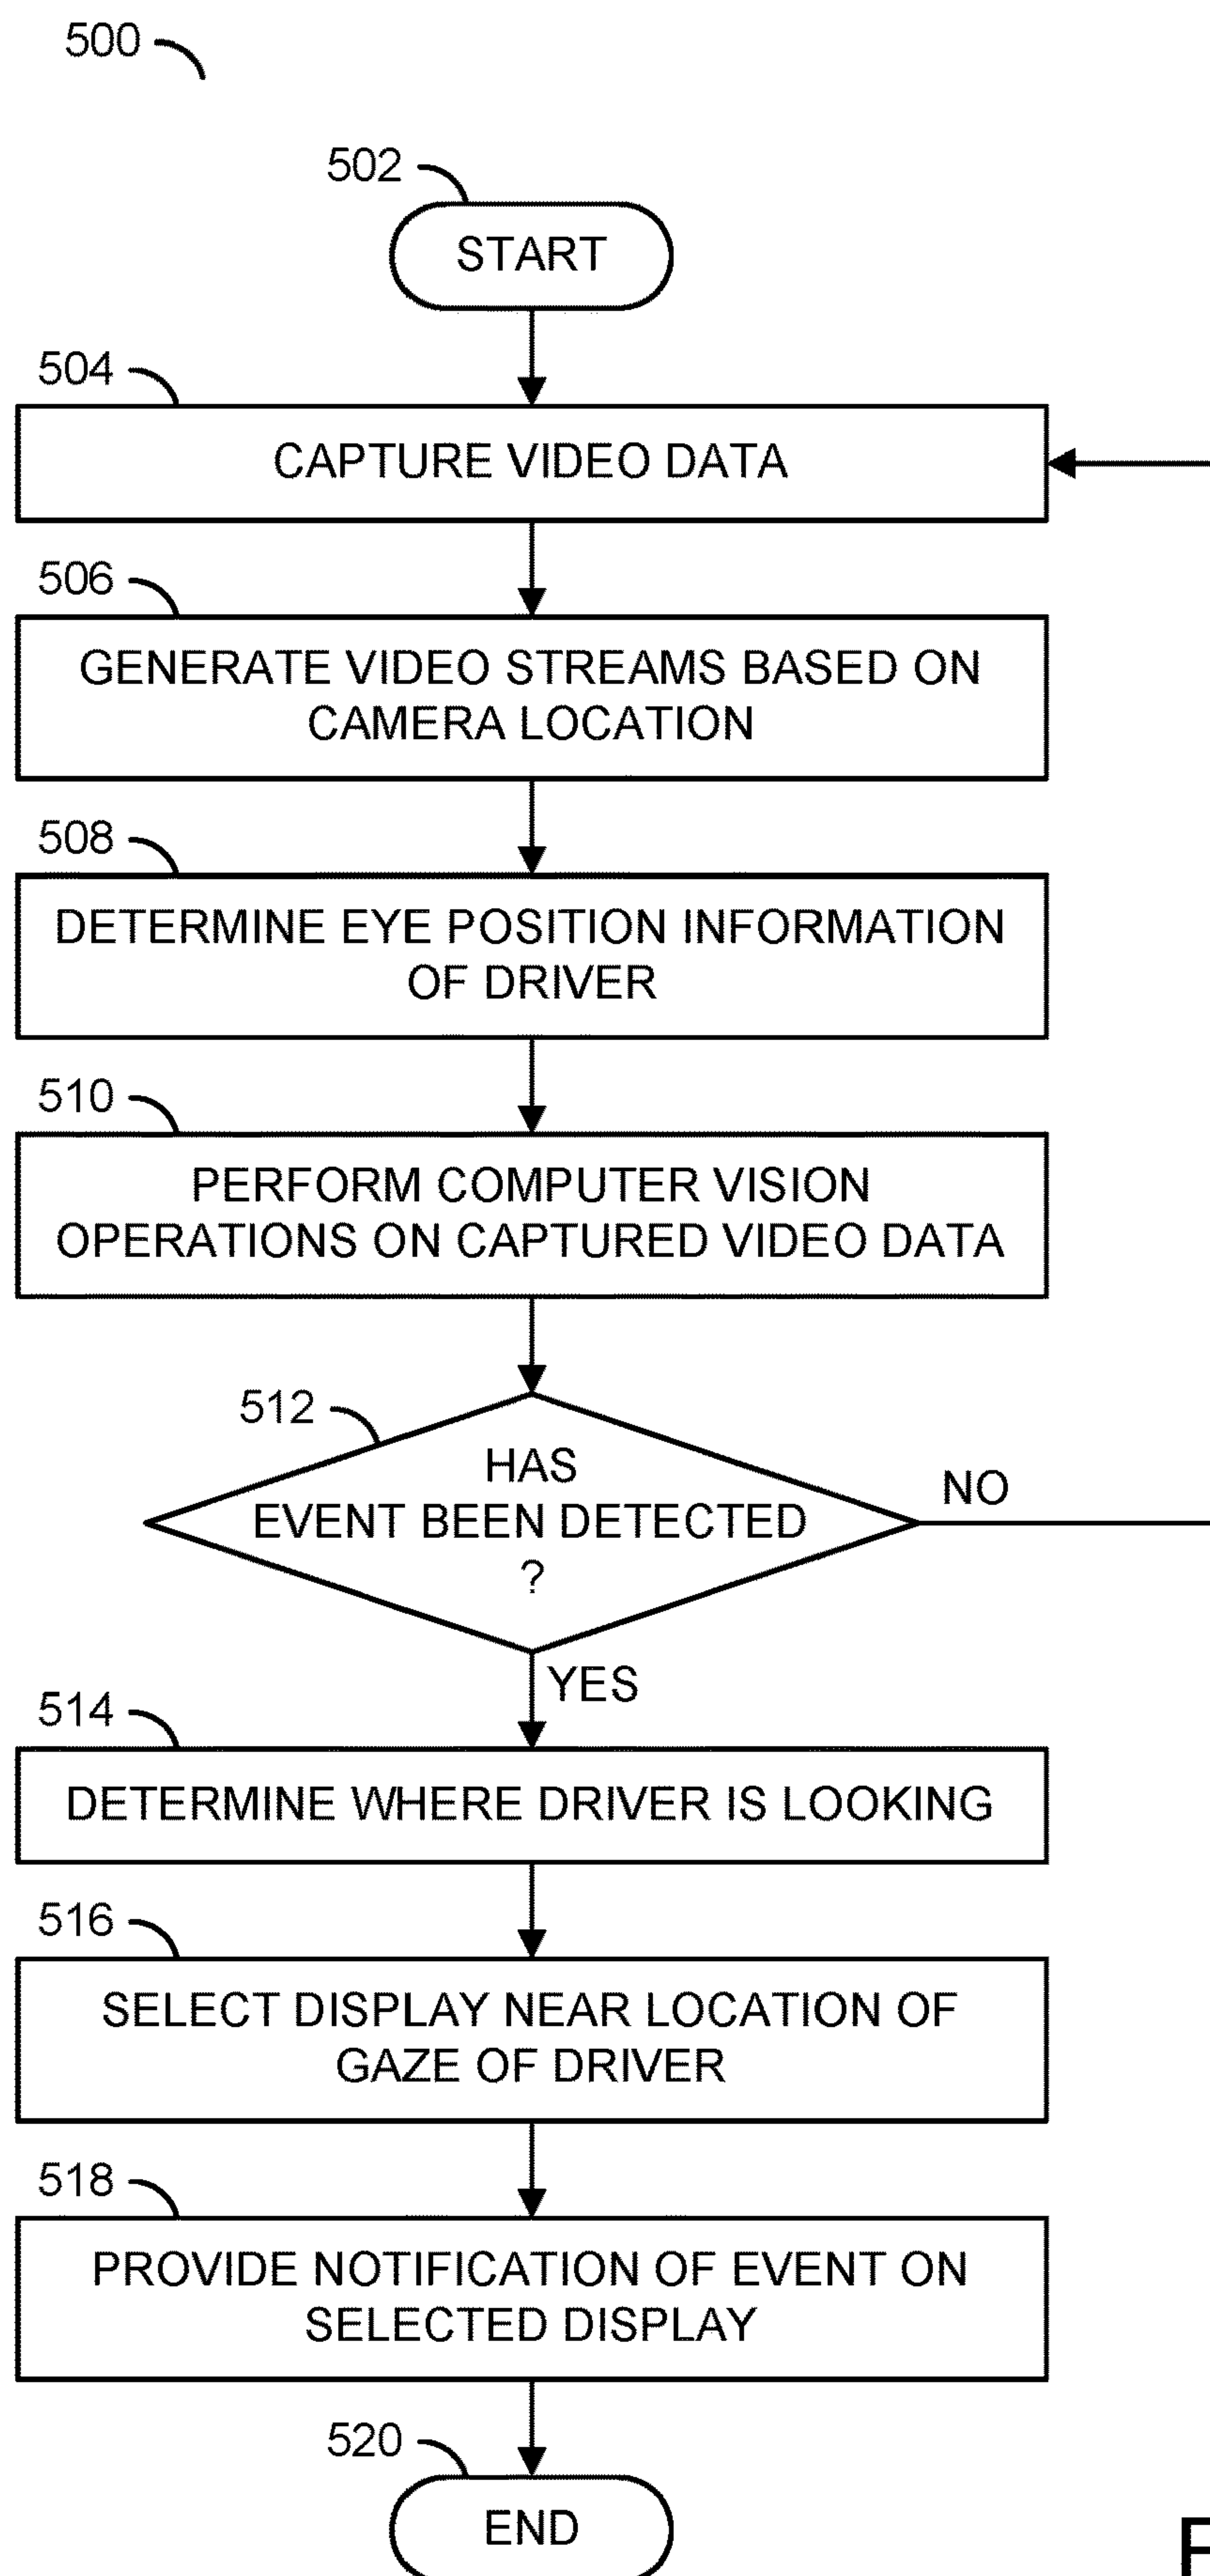 500
502
START
504
CAPTURE VIDEO DATA
506
GENERATE VIDEO STREAMS BASED ON
CAMERA LOCATION
508
DETERMINE EYE POSITION INFORMATION
OF DRIVER
510
PERFORM COMPUTER VISION
OPERATIONS ON CAPTURED VIDEO DATA
512
HAS
EVENT BEEN DETECTED
?
NO
YES
514
DETERMINE WHERE DRIVER IS LOOKING
516
SELECT DISPLAY NEAR LOCATION OF
GAZE OF DRIVER
518
PROVIDE NOTIFICATION OF EVENT ON
SELECTED DISPLAY
520
END